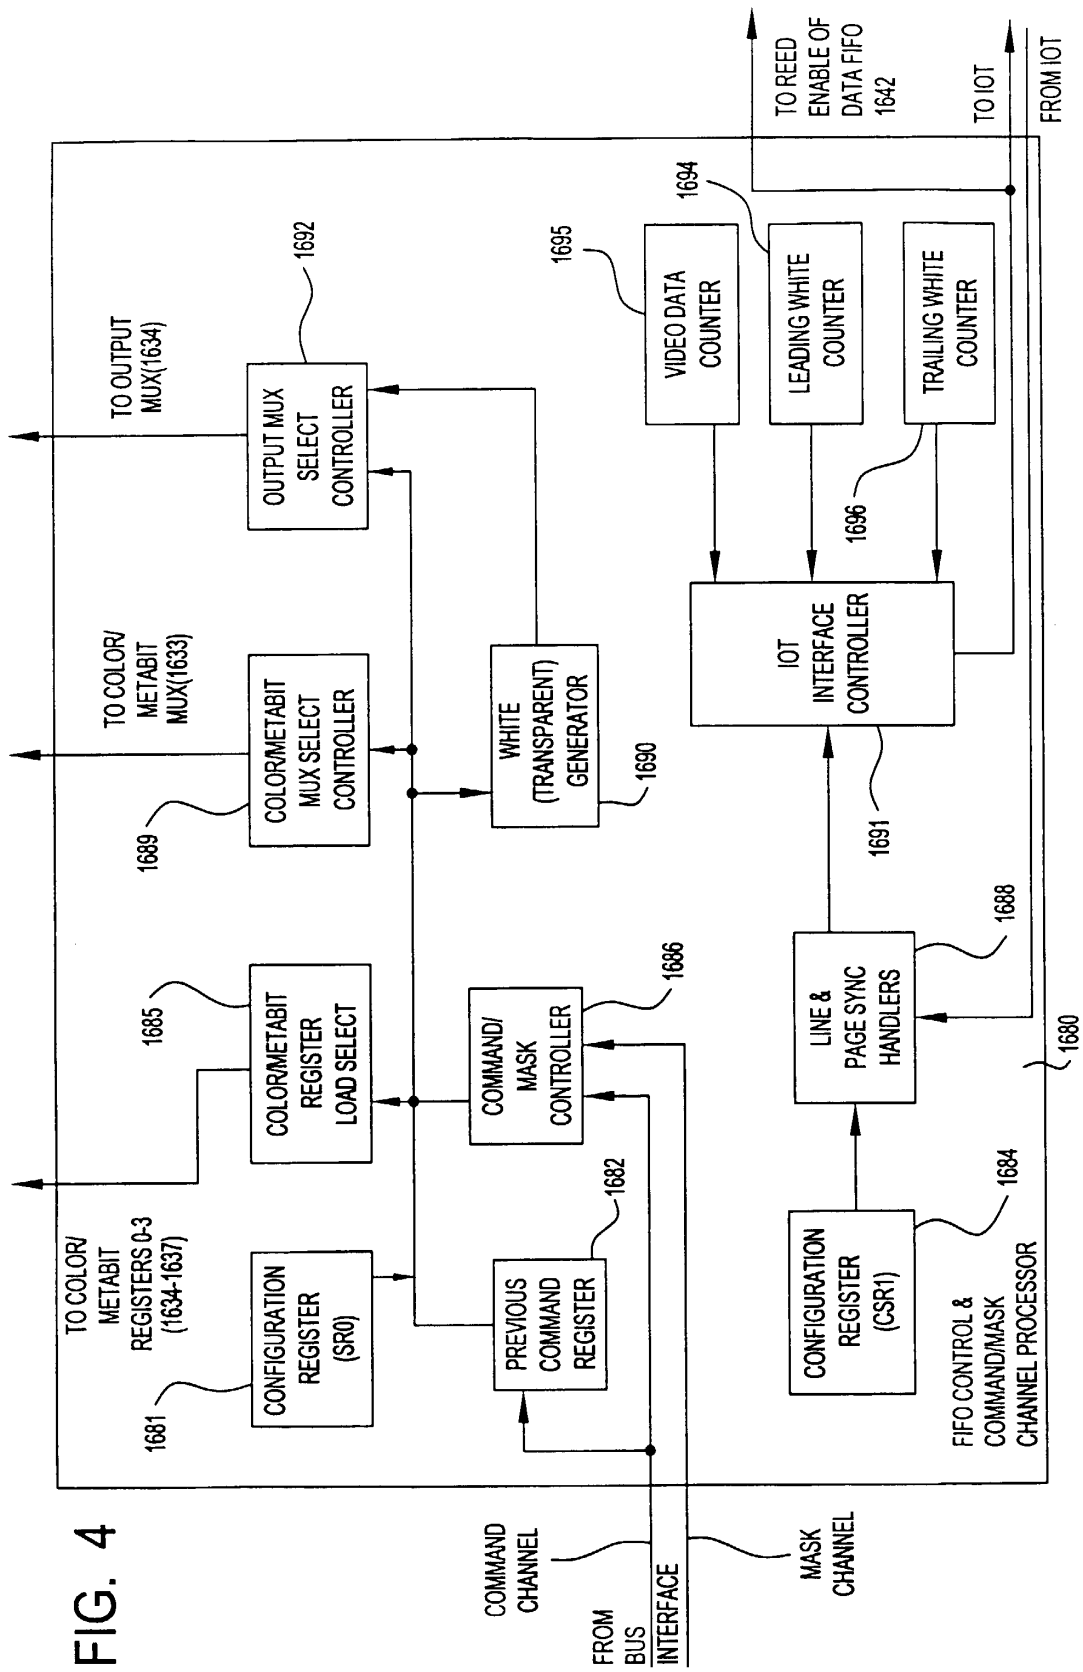 FIG. 4
TO COLOR/
METABIT
REGISTERS 0-3
(1634-1637)
TO COLOR/
METABIT
MUX(1633)
TO OUTPUT
MUX(1634)
1681
CONFIGURATION
REGISTER
(SR0)
1685
COLOR/METABIT
REGISTER
LOAD SELECT
1689
COLOR/METABIT
MUX SELECT
CONTROLLER
OUTPUT MUX
SELECT
CONTROLLER
1692
PREVIOUS
COMMAND
REGISTER
1682
COMMAND/
MASK
CONTROLLER
1686
WHITE
(TRANSPARENT)
GENERATOR
1690
COMMAND
CHANNEL
FROM
BUS
INTERFACE
MASK
CHANNEL
CONFIGURATION
REGISTER
(CSR1)
1684
LINE &
PAGE SYNC
HANDLERS
1688
IOT
INTERFACE
CONTROLLER
1691
1695
VIDEO DATA
COUNTER
1694
LEADING WHITE
COUNTER
TRAILING WHITE
COUNTER
1696
TO REED
ENABLE OF
DATA FIFO
1642
TO IOT
FROM IOT
FIFO CONTROL &
COMMAND/MASK
CHANNEL PROCESSOR
1680